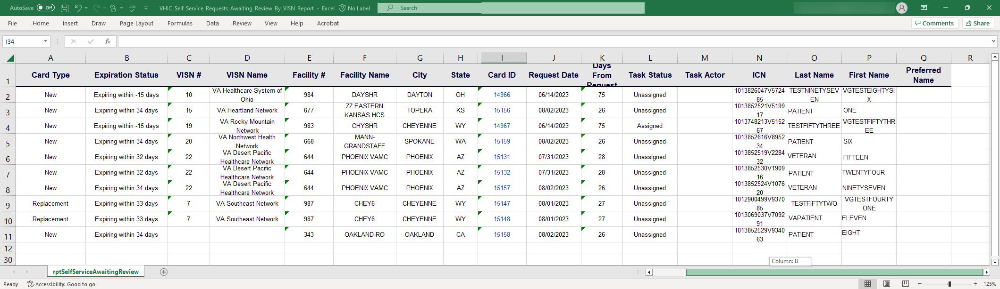 AutoSave Off VHIC_Self_Service_Requests_Awaiting_Review_By_VISN_Report - Excel No Label Search
File Home Insert Draw Page Layout Formulas Data Review View Help Acrobat Comments Share
I34 fx
A B C D E F G H I J K L M N O P Q R
1 Card Type Expiration Status VISN # VISN Name Facility # Facility Name City State Card ID Request Date Days From Request Task Status Task Actor ICN Last Name First Name Preferred Name
2 New Expiring within -15 days 10 VA Healthcare System of Ohio 984 DAYSHR DAYTON OH 14966 06/14/2023 75 Unassigned 1013826047V572485 TESTNINETYSEVEN VGTESTEIGHTYSIX
3 New Expiring within 34 days 15 VA Heartland Network 677 ZZ EASTERN KANSAS HCS TOPEKA KS 15156 08/02/2023 26 Unassigned 1013852521V519917 PATIENT ONE
4 New Expiring within -15 days 19 VA Rocky Mountain Network 983 CHYSHR CHEYENNE WY 14967 06/14/2023 75 Assigned 1013748213V515267 TESTFIFTYTHREE VGTESTFIFTYTHREE
5 New Expiring within 34 days 20 VA Northwest Health Network 668 MANN-GRANDSTAFF SPOKANE WA 15159 08/02/2023 26 Unassigned 1013852616V895234 PATIENT SIX
6 New Expiring within 32 days 22 VA Desert Pacific Healthcare Network 644 PHOENIX VAMC PHOENIX AZ 15131 07/31/2023 28 Unassigned 1013852519V228432 VETERAN FIFTEEN
7 New Expiring within 32 days 22 VA Desert Pacific Healthcare Network 644 PHOENIX VAMC PHOENIX AZ 15132 07/31/2023 28 Unassigned 1013852530V190916 PATIENT TWENTYFOUR
8 New Expiring within 34 days 22 VA Desert Pacific Healthcare Network 644 PHOENIX VAMC PHOENIX AZ 15157 08/02/2023 26 Unassigned 1013852524V107620 VETERAN NINETYSEVEN
9 Replacement Expiring within 33 days 7 VA Southeast Network 987 CHEY6 CHEYENNE WY 15147 08/01/2023 27 Unassigned 1012900499V937085 TESTFIFTYTWO VGTESTFOURTYONE
10 Replacement Expiring within 33 days 7 VA Southeast Network 987 CHEY6 CHEYENNE WY 15148 08/01/2023 27 Unassigned 1013069037V709291 VAPATIENT ELEVEN
11 New Expiring within 34 days 343 OAKLAND-RO OAKLAND CA 15158 08/02/2023 26 Unassigned 1013852529V934063 PATIENT EIGHT
12
30
Column: B
rptSelfServiceAwaitingReview
Ready Accessibility: Good to go 125%